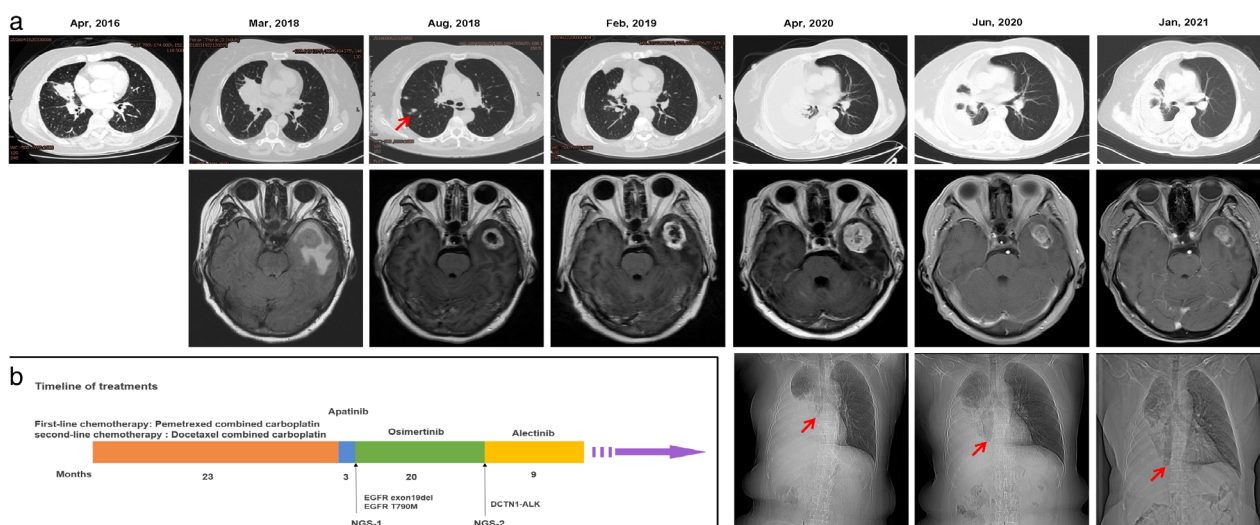 a
Apr, 2016
Mar, 2018
Aug, 2018
Feb, 2019
Apr, 2020
Jun, 2020
Jan, 2021
b
Timeline of treatments
Apatinib
First-line chemotherapy: Pemetrexed combined carboplatin
second-line chemotherapy : Docetaxel combined carboplatin
Osimertinib
Alectinib
Months
23
3
20
9
EGFR exon19del
EGFR T790M
DCTN1-ALK
NGS-1
NGS-2